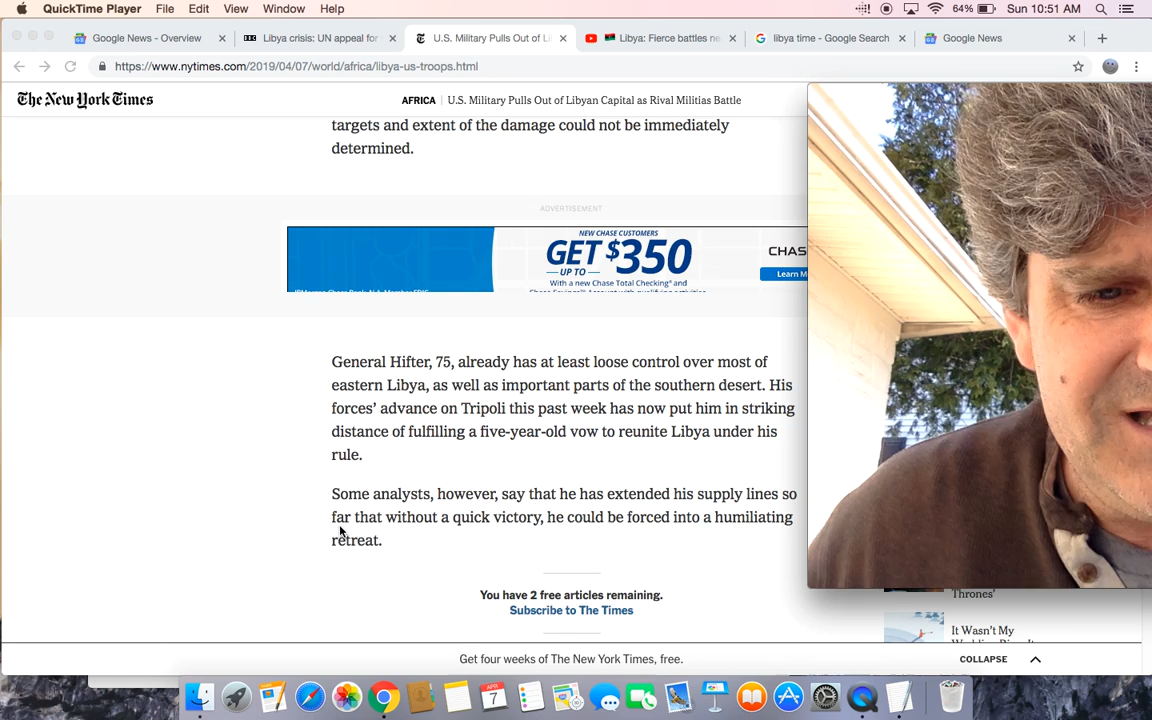 QuickTime Player File Edit View Window Help 64% Sun 10:51 AM
Google News - Overview Libya crisis: UN appeal for U.S. Military Pulls Out of Li Libya: Fierce battles ne libya time - Google Search Google News
https://www.nytimes.com/2019/04/07/world/africa/libya-us-troops.html
The New York Times AFRICA U.S. Military Pulls Out of Libyan Capital as Rival Militias Battle
targets and extent of the damage could not be immediately
determined.
ADVERTISEMENT
NEW CHASE CUSTOMERS
GET $350
UP TO
CHAS
Learn M
With a new Chase Total Checking® and
General Hifter, 75, already has at least loose control over most of
eastern Libya, as well as important parts of the southern desert. His
forces’ advance on Tripoli this past week has now put him in striking
distance of fulfilling a five-year-old vow to reunite Libya under his
rule.
Some analysts, however, say that he has extended his supply lines so
far that without a quick victory, he could be forced into a humiliating
retreat.
You have 2 free articles remaining.
Subscribe to The Times
Thrones’
It Wasn’t My
Get four weeks of The New York Times, free. COLLAPSE
APR
7